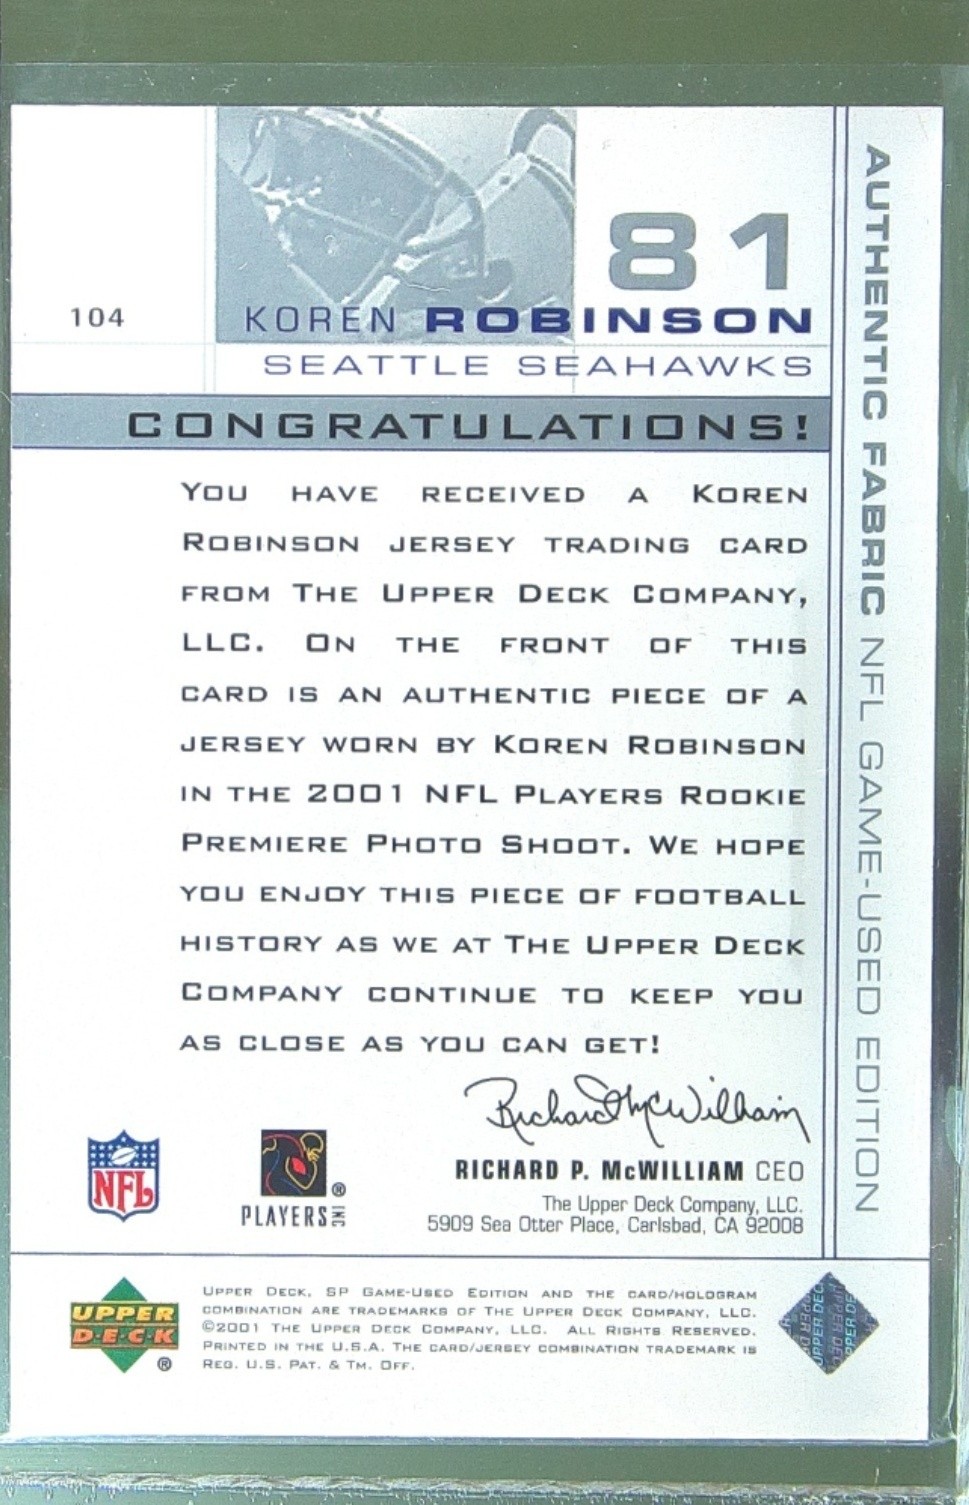 81
104
KOREN ROBINSON
SEATTLE SEAHAWKS
CONGRATULATIONS!
YOU HAVE RECEIVED A KOREN
ROBINSON JERSEY TRADING CARD
FROM THE UPPER DECK COMPANY,
LLC. ON THE FRONT OF THIS
CARD IS AN AUTHENTIC PIECE OF A
JERSEY WORN BY KOREN ROBINSON
IN THE 2001 NFL PLAYERS ROOKIE
PREMIERE PHOTO SHOOT. WE HOPE
YOU ENJOY THIS PIECE OF FOOTBALL
HISTORY AS WE AT THE UPPER DECK
COMPANY CONTINUE TO KEEP YOU
AS CLOSE AS YOU CAN GET!
Richard McWilliam
RICHARD P. McWILLIAM CEO
The Upper Deck Company, LLC.
5909 Sea Otter Place, Carlsbad, CA 92008
NFL
PLAYERS INC ®
AUTHENTIC FABRIC NFL GAME-USED EDITION
UPPER
DECK ®
UPPER DECK, SP GAME-USED EDITION AND THE CARD/HOLOGRAM
COMBINATION ARE TRADEMARKS OF THE UPPER DECK COMPANY, LLC.
©2001 THE UPPER DECK COMPANY, LLC. ALL RIGHTS RESERVED.
PRINTED IN THE U.S.A. THE CARD/JERSEY COMBINATION TRADEMARK IS
REG. U.S. PAT. & TM. OFF.
UPPER DEC